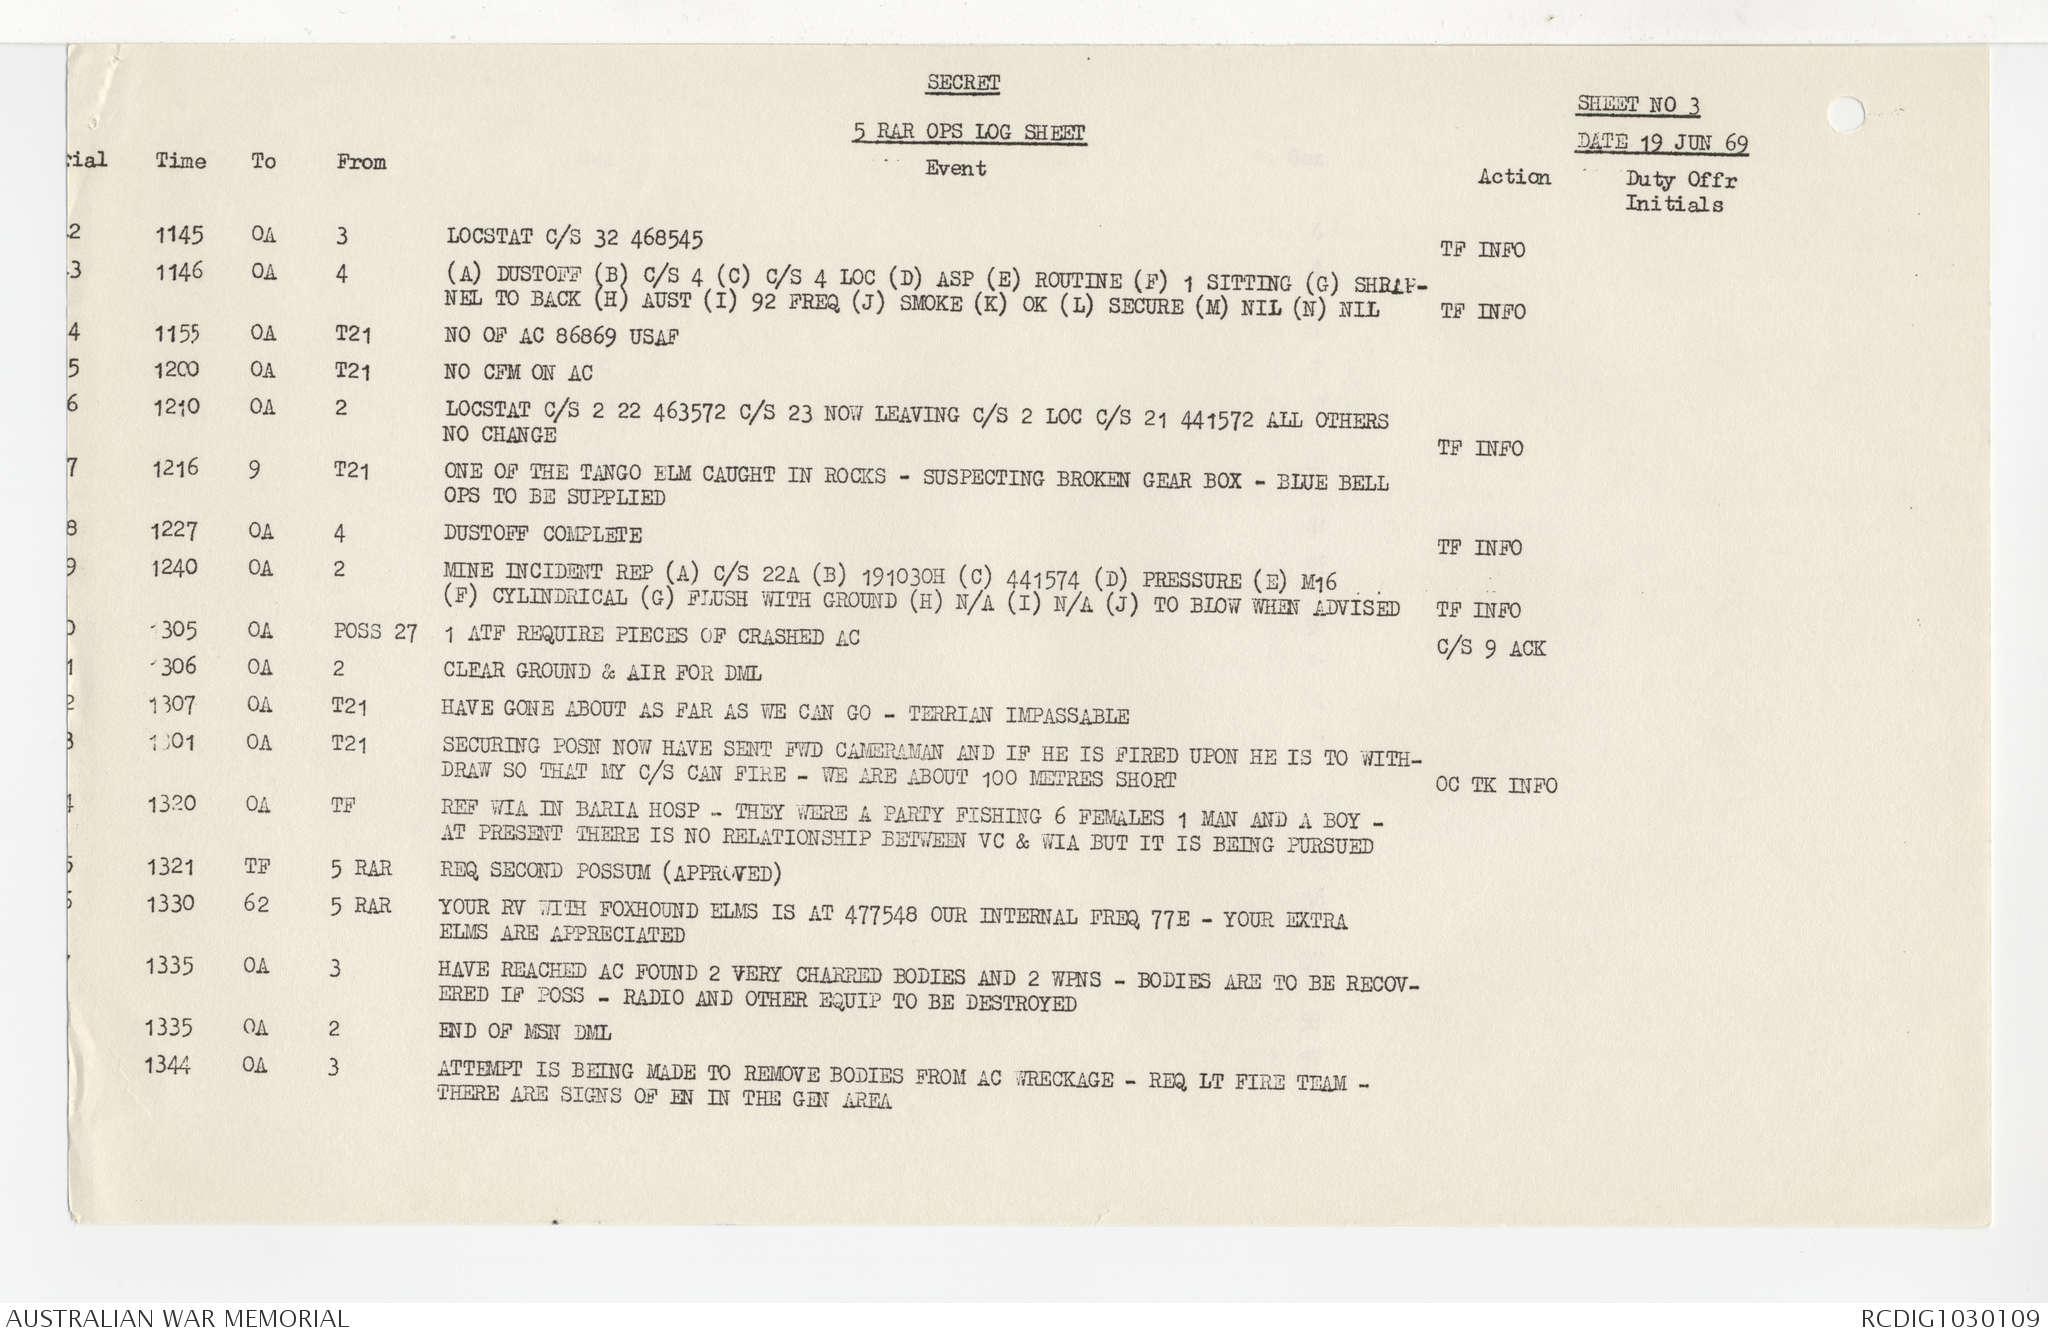 SECRET
SHEET NO 3
5 RAR OPS LOG SHEET
DATE 19 JUN 69
rial Time To From Event Action Duty Offr
Initials
2 1145 OA 3 LOCSTAT C/S 32 468545 TF INFO
3 1146 OA 4 (A) DUSTOFF (B) C/S 4 (C) C/S 4 LOC (D) ASP (E) ROUTINE (F) 1 SITTING (G) SHRAP-
NEL TO BACK (H) AUST (I) 92 FREQ (J) SMOKE (K) OK (L) SECURE (M) NIL (N) NIL TF INFO
4 1155 OA T21 NO OF AC 86869 USAF
5 1200 OA T21 NO CFM ON AC
6 1210 OA 2 LOCSTAT C/S 2 22 463572 C/S 23 NOW LEAVING C/S 2 LOC C/S 21 441572 ALL OTHERS
NO CHANGE TF INFO
7 1216 9 T21 ONE OF THE TANGO ELM CAUGHT IN ROCKS - SUSPECTING BROKEN GEAR BOX - BLUE BELL
OPS TO BE SUPPLIED
8 1227 OA 4 DUSTOFF COMPLETE TF INFO
9 1240 OA 2 MINE INCIDENT REP (A) C/S 22A (B) 191030H (C) 441574 (D) PRESSURE (E) M16
(F) CYLINDRICAL (G) FLUSH WITH GROUND (H) N/A (I) N/A (J) TO BLOW WHEN ADVISED TF INFO
0 1305 OA POSS 27 1 ATF REQUIRE PIECES OF CRASHED AC C/S 9 ACK
1 1306 OA 2 CLEAR GROUND & AIR FOR DML
2 1307 OA T21 HAVE GONE ABOUT AS FAR AS WE CAN GO - TERRIAN IMPASSABLE
3 1301 OA T21 SECURING POSN NOW HAVE SENT FWD CAMERAMAN AND IF HE IS FIRED UPON HE IS TO WITH-
DRAW SO THAT MY C/S CAN FIRE - WE ARE ABOUT 100 METRES SHORT OC TK INFO
4 1320 OA TF REF WIA IN BARIA HOSP - THEY WERE A PARTY FISHING 6 FEMALES 1 MAN AND A BOY -
AT PRESENT THERE IS NO RELATIONSHIP BETWEEN VC & WIA BUT IT IS BEING PURSUED
5 1321 TF 5 RAR REQ SECOND POSSUM (APPROVED)
6 1330 62 5 RAR YOUR RV WITH FOXHOUND ELMS IS AT 477548 OUR INTERNAL FREQ 77E - YOUR EXTRA
ELMS ARE APPRECIATED
1335 OA 3 HAVE REACHED AC FOUND 2 VERY CHARRED BODIES AND 2 WPNS - BODIES ARE TO BE RECOV-
ERED IF POSS - RADIO AND OTHER EQUIP TO BE DESTROYED
1335 OA 2 END OF MSN DML
1344 OA 3 ATTEMPT IS BEING MADE TO REMOVE BODIES FROM AC WRECKAGE - REQ LT FIRE TEAM -
THERE ARE SIGNS OF EN IN THE GEN AREA
AUSTRALIAN WAR MEMORIAL RCDIG1030109